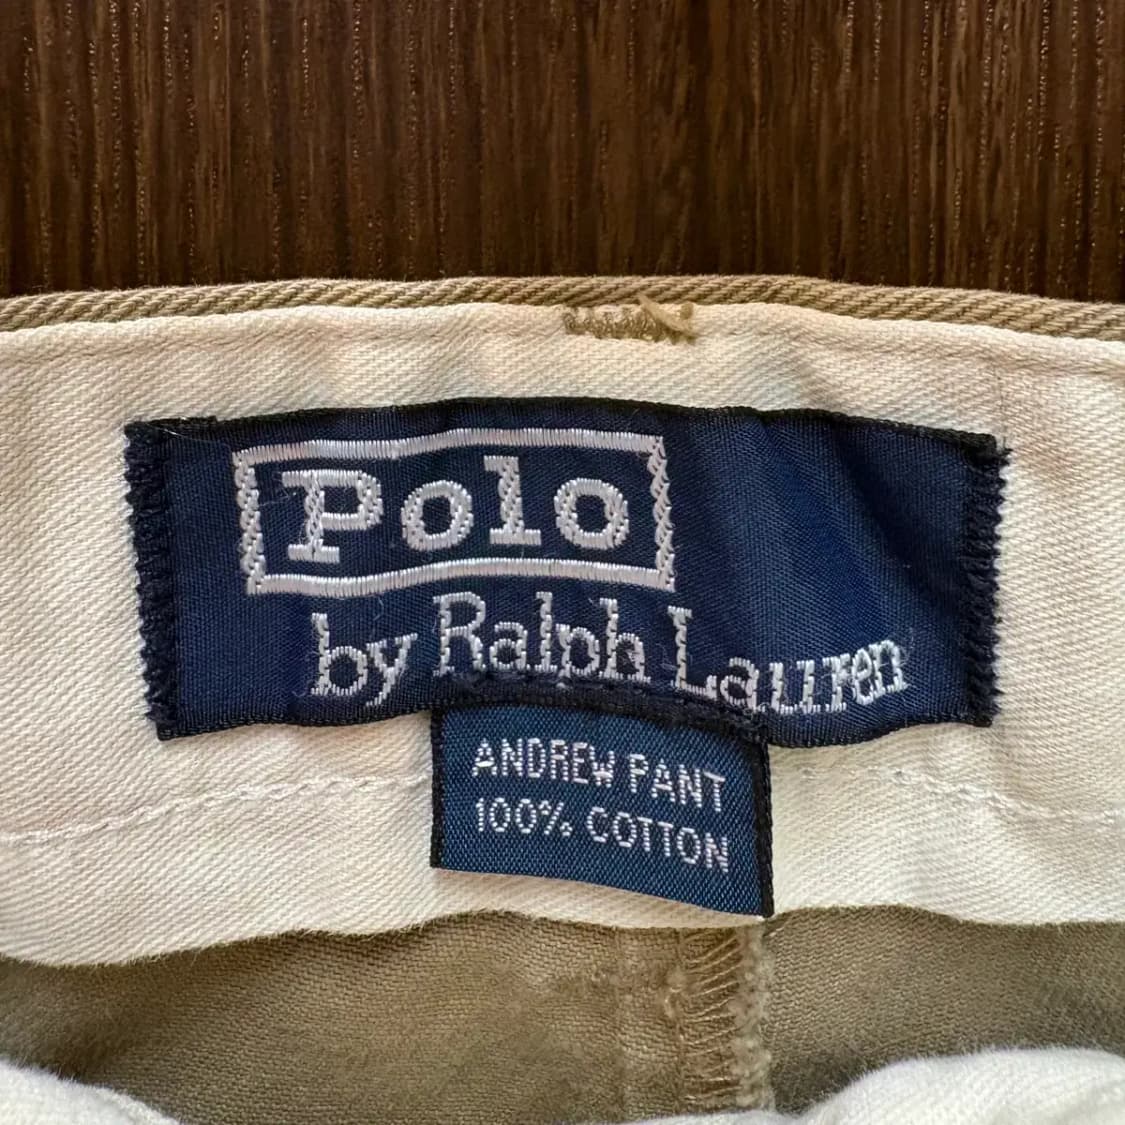 Polo
by Ralph Lauren
ANDREW PANT
100% COTTON